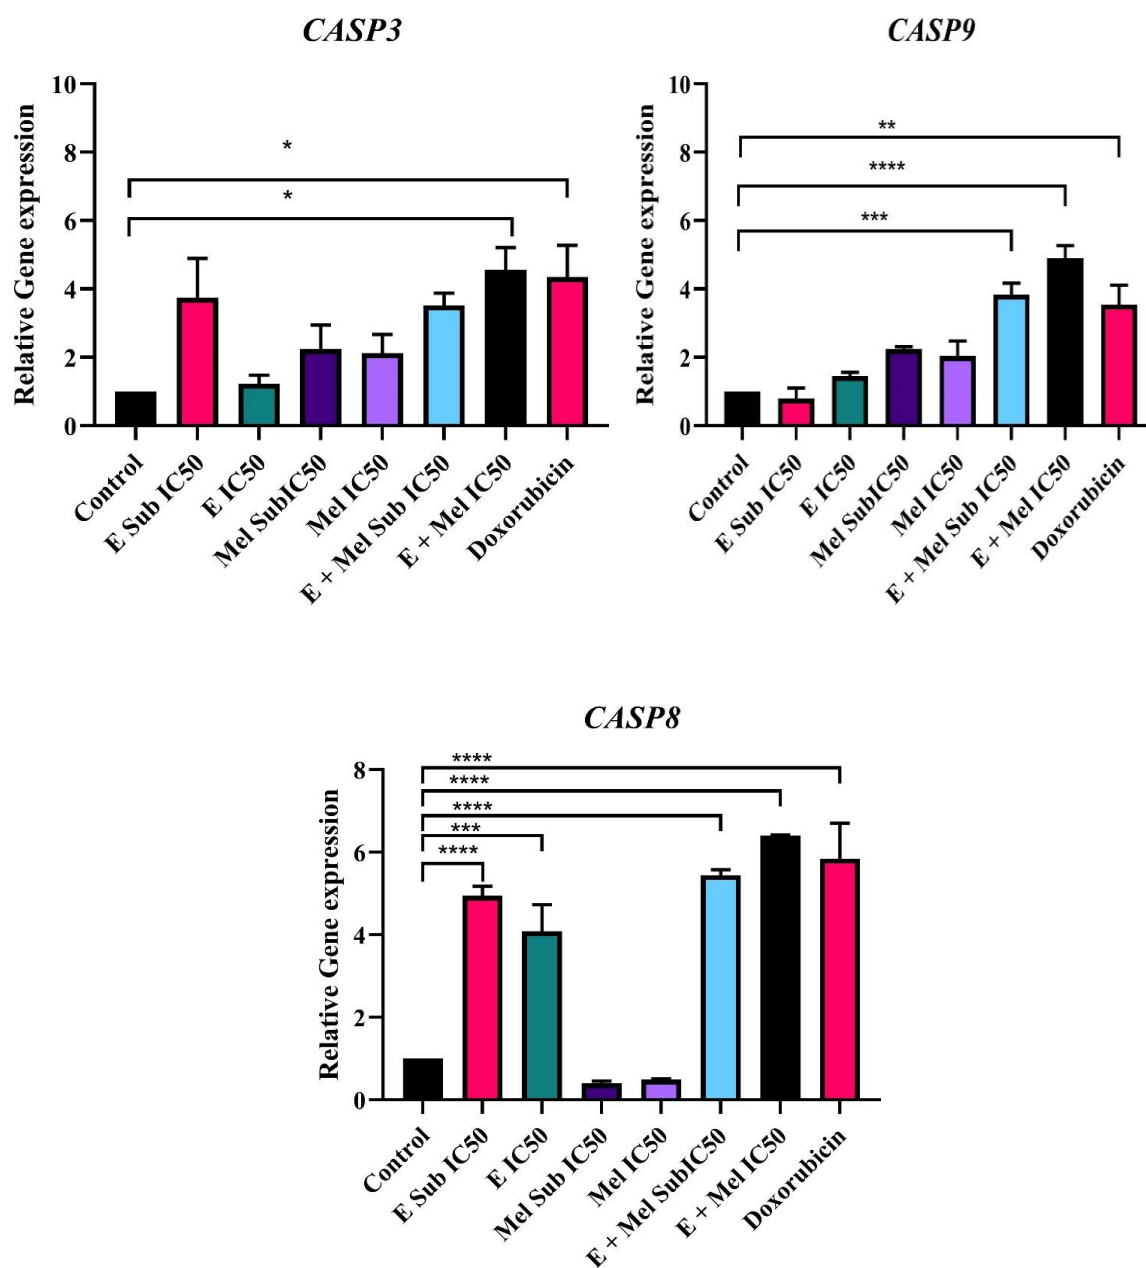 CASP3
Relative Gene expression
10
8
6
4
2
0
*
*
Control
E Sub IC50
E IC50
Mel SubIC50
Mel IC50
E + Mel Sub IC50
E + Mel IC50
Doxorubicin
CASP9
Relative Gene expression
10
8
6
4
2
0
**
****
***
Control
E Sub IC50
E IC50
Mel SubIC50
Mel IC50
E + Mel Sub IC50
E + Mel IC50
Doxorubicin
CASP8
Relative Gene expression
8
6
4
2
0
****
****
****
***
****
Control
E Sub IC50
E IC50
Mel Sub IC50
Mel IC50
E + Mel SubIC50
E + Mel IC50
Doxorubicin